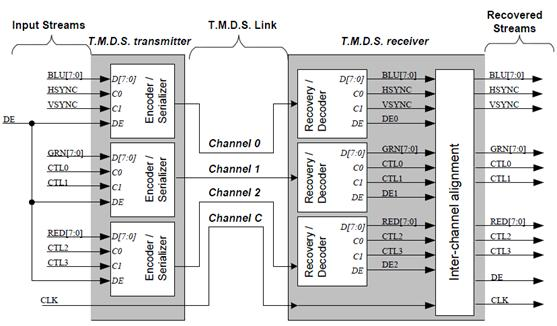 Input Streams
T.M.D.S. transmitter
T.M.D.S. Link
T.M.D.S. receiver
Recovered
Streams
BLU[7:0]
HSYNC
VSYNC
DE
D[7:0]
C0
C1
DE
Encoder /
Serializer
GRN[7:0]
CTL0
CTL1
D[7:0]
C0
C1
DE
Encoder /
Serializer
RED[7:0]
CTL2
CTL3
D[7:0]
C0
C1
DE
Encoder /
Serializer
CLK
Channel 0
Channel 1
Channel 2
Channel C
Recovery /
Decoder
D[7:0]
C0
C1
DE
BLU[7:0]
HSYNC
VSYNC
DE0
Recovery /
Decoder
D[7:0]
C0
C1
DE
GRN[7:0]
CTL0
CTL1
DE1
Recovery /
Decoder
D[7:0]
C0
C1
DE
RED[7:0]
CTL2
CTL3
DE2
Inter-channel alignment
BLU[7:0]
HSYNC
VSYNC
GRN[7:0]
CTL0
CTL1
RED[7:0]
CTL2
CTL3
DE
CLK